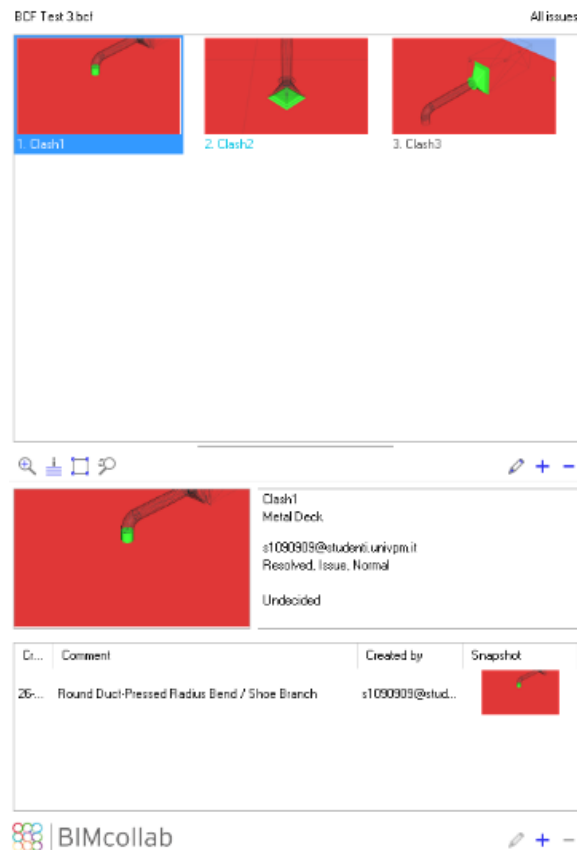 BCF Test 3.bcf
All issues
1. Clash1
2. Clash2
3. Clash3
Clash1
Metal Deck
s1090909@studenti.univpm.it
Resolved, Issue, Normal
Undecided
Cr... Comment Created by Snapshot
26-... Round Duct-Pressed Radius Bend / Shoe Branch s1090909@stud...
BIMcollab